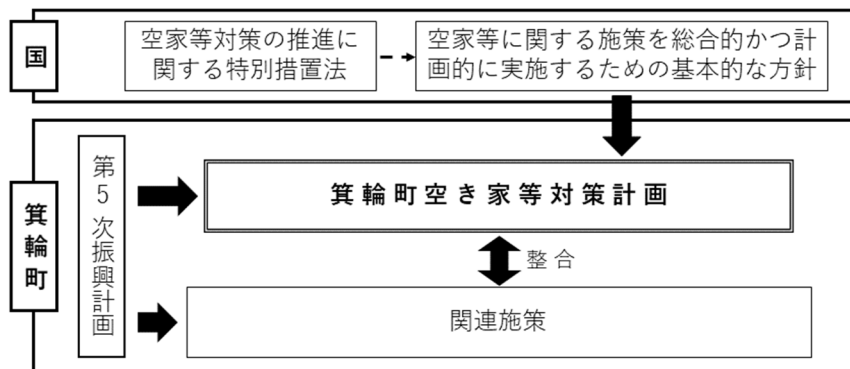 国
空家等対策の推進に
関する特別措置法
空家等に関する施策を総合的かつ計
画的に実施するための基本的な方針
箕輪町
第5次振興計画
箕輪町空き家等対策計画
整合
関連施策